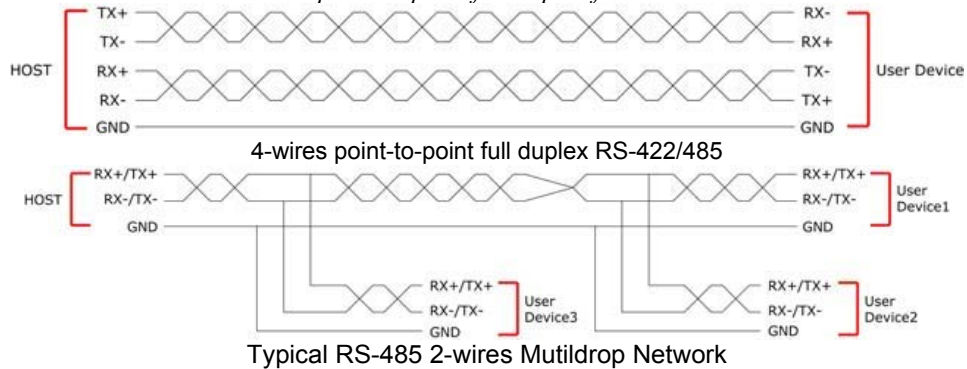 TX+ RX-
TX- RX+
HOST RX+ TX- User Device
RX- TX+
GND GND
4-wires point-to-point full duplex RS-422/485
RX+/TX+ RX+/TX+
HOST RX-/TX- RX-/TX- User
Device1
GND GND
RX+/TX+ RX+/TX+
RX-/TX- User RX-/TX- User
Device3 Device2
GND GND
Typical RS-485 2-wires Mutildrop Network